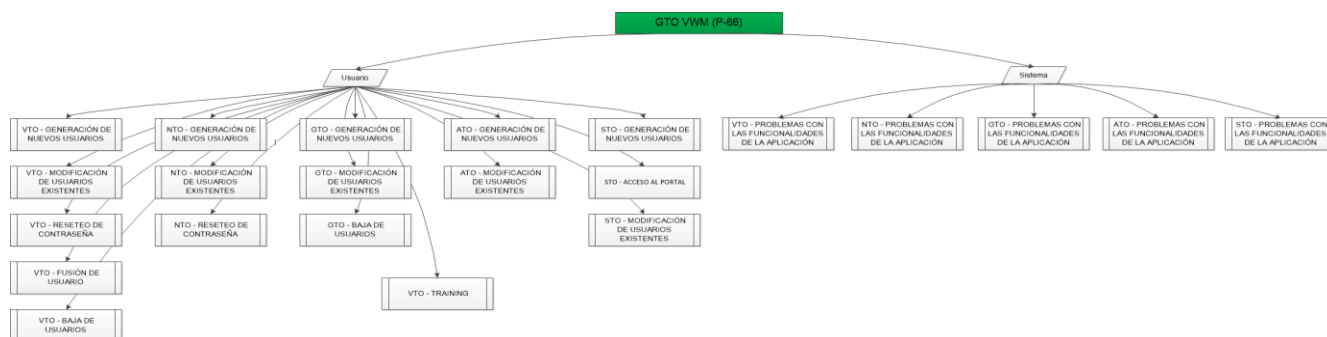 GTO VWM (P-66)
Usuario
Sistema
VTO - GENERACIÓN DE
NUEVOS USUARIOS
NTO - GENERACIÓN DE
NUEVOS USUARIOS
GTO - GENERACIÓN DE
NUEVOS USUARIOS
ATO - GENERACIÓN DE
NUEVOS USUARIOS
STO - GENERACIÓN DE
NUEVOS USUARIOS
VTO - PROBLEMAS CON
LAS FUNCIONALIDADES
DE LA APLICACIÓN
NTO - PROBLEMAS CON
LAS FUNCIONALIDADES
DE LA APLICACIÓN
GTO - PROBLEMAS CON
LAS FUNCIONALIDADES
DE LA APLICACIÓN
ATO - PROBLEMAS CON
LAS FUNCIONALIDADES
DE LA APLICACIÓN
STO - PROBLEMAS CON
LAS FUNCIONALIDADES
DE LA APLICACIÓN
VTO - MODIFICACIÓN
DE USUARIOS
EXISTENTES
NTO - MODIFICACIÓN
DE USUARIOS
EXISTENTES
GTO - MODIFICACIÓN
DE USUARIOS
EXISTENTES
ATO - MODIFICACIÓN
DE USUARIOS
EXISTENTES
STO - ACCESO AL PORTAL
VTO - RESETEO DE
CONTRASEÑA
NTO - RESETEO DE
CONTRASEÑA
GTO - BAJA DE
USUARIOS
STO - MODIFICACIÓN
DE USUARIOS
EXISTENTES
VTO - FUSIÓN DE
USUARIO
VTO - TRAINING
VTO - BAJA DE
USUARIOS